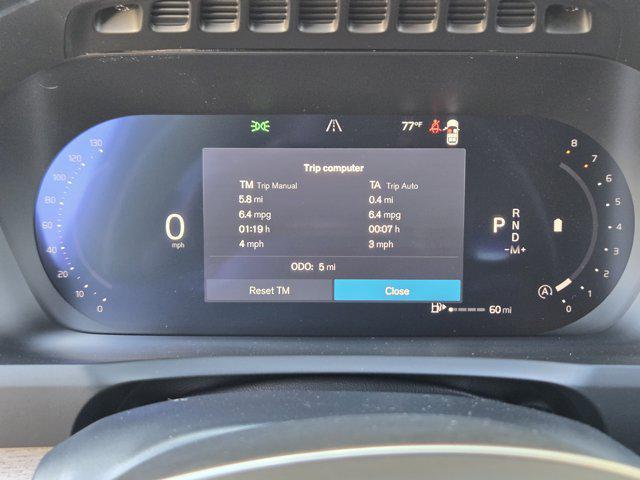 77°F
Trip computer
TM Trip Manual TA Trip Auto
5.8 mi 0.4 mi
6.4 mpg 6.4 mpg
01:19 h 00:07 h
4 mph 3 mph
ODO: 5 mi
Reset TM Close
130
120
100
80
60
40
20
10
0
0
mph
P
R
N
D
-M+
8
7
6
5
4
3
2
1
0
A
60 mi